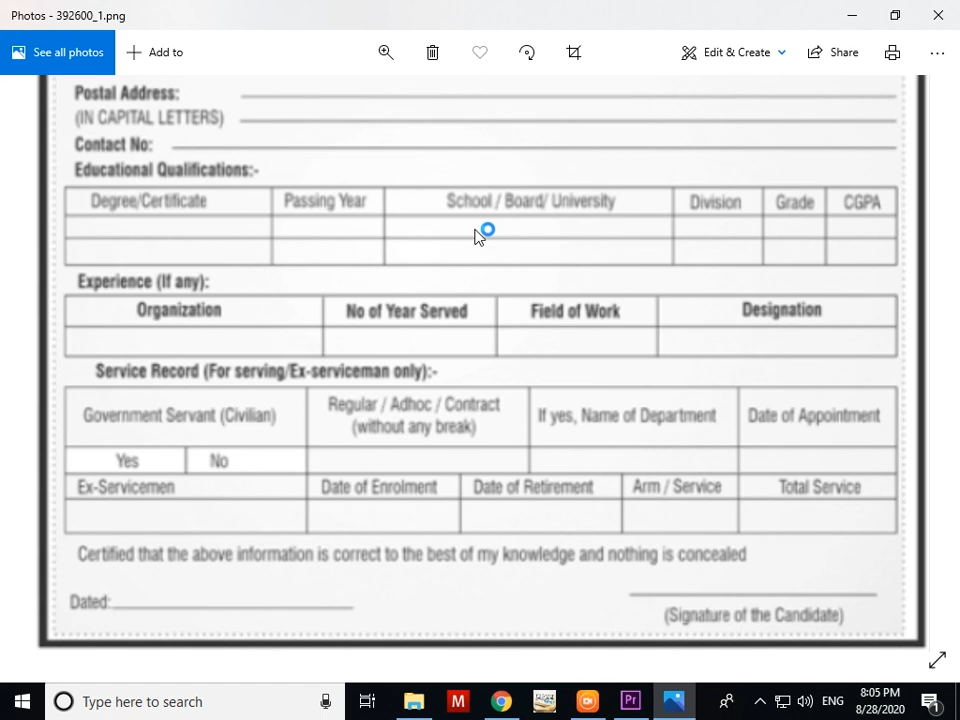 Photos - 392600_1.png
See all photos
Add to
Edit & Create
Share
Postal Address:
(IN CAPITAL LETTERS)
Contact No:
Educational Qualifications:-
Degree/Certificate Passing Year School / Board/ University Division Grade CGPA
Experience (If any):
Organization No of Year Served Field of Work Designation
Service Record (For serving/Ex-serviceman only):-
Government Servant (Civilian) Regular / Adhoc / Contract If yes, Name of Department Date of Appointment
(without any break)
Yes No
Ex-Servicemen Date of Enrolment Date of Retirement Arm / Service Total Service
Certified that the above information is correct to the best of my knowledge and nothing is concealed
Dated:
(Signature of the Candidate)
Type here to search
M
Pr
ENG
8:05 PM
8/28/2020
1